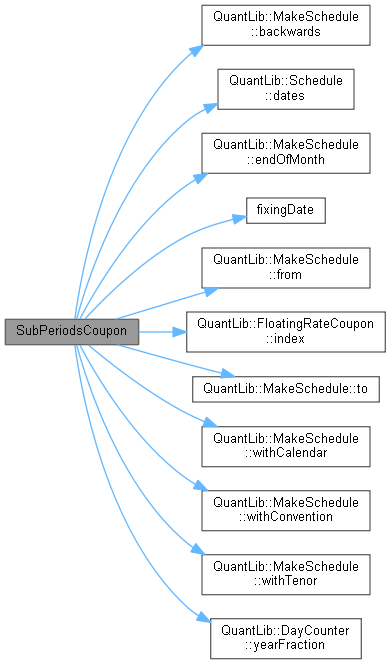 QuantLib::MakeSchedule
::backwards
QuantLib::Schedule
::dates
QuantLib::MakeSchedule
::endOfMonth
fixingDate
QuantLib::MakeSchedule
::from
SubPeriodsCoupon
QuantLib::FloatingRateCoupon
::index
QuantLib::MakeSchedule::to
QuantLib::MakeSchedule
::withCalendar
QuantLib::MakeSchedule
::withConvention
QuantLib::MakeSchedule
::withTenor
QuantLib::DayCounter
::yearFraction